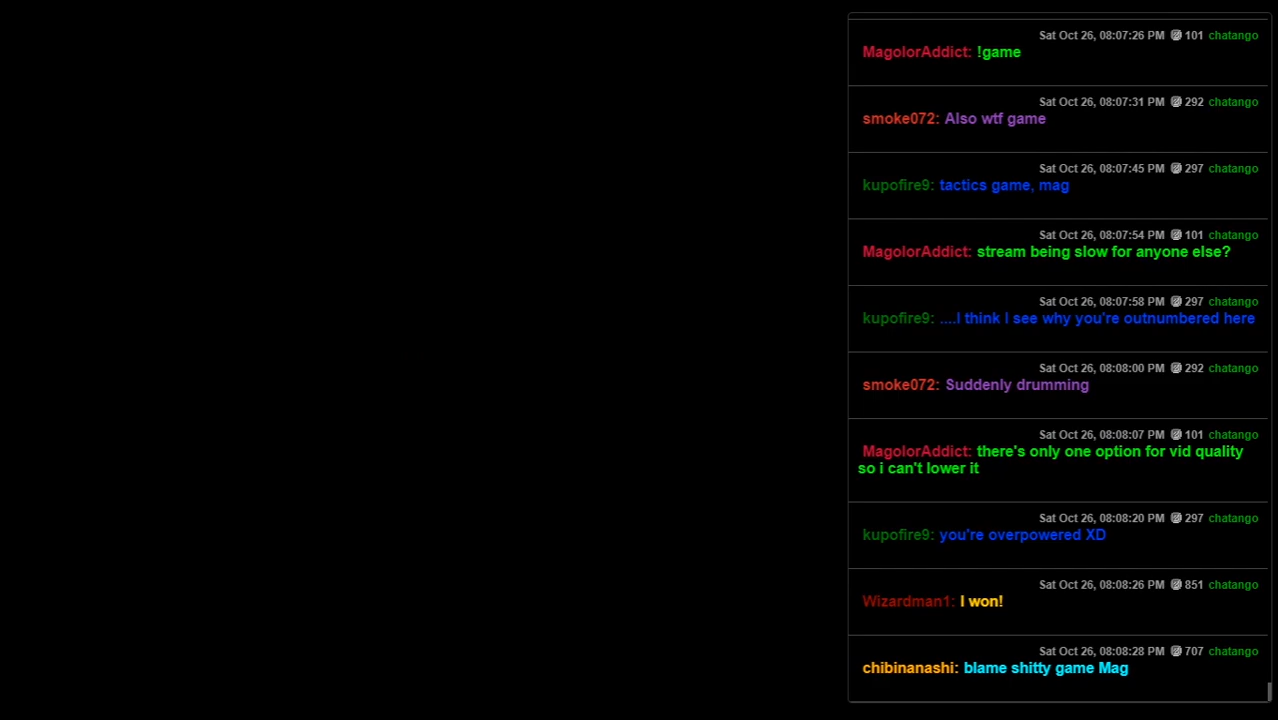 Sat Oct 26, 08:07:26 PM 101 chatango
MagolorAddict: !game
Sat Oct 26, 08:07:31 PM 292 chatango
smoke072: Also wtf game
Sat Oct 26, 08:07:45 PM 297 chatango
kupofire9: tactics game, mag
Sat Oct 26, 08:07:54 PM 101 chatango
MagolorAddict: stream being slow for anyone else?
Sat Oct 26, 08:07:58 PM 297 chatango
kupofire9: ....I think I see why you're outnumbered here
Sat Oct 26, 08:08:00 PM 292 chatango
smoke072: Suddenly drumming
Sat Oct 26, 08:08:07 PM 101 chatango
MagolorAddict: there's only one option for vid quality
so i can't lower it
Sat Oct 26, 08:08:20 PM 297 chatango
kupofire9: you're overpowered XD
Sat Oct 26, 08:08:26 PM 851 chatango
Wizardman1: I won!
Sat Oct 26, 08:08:28 PM 707 chatango
chibinanashi: blame shitty game Mag